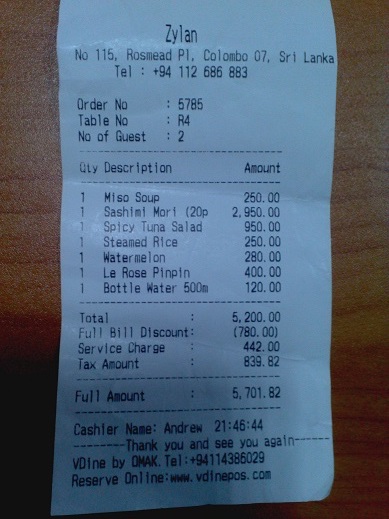 Zylan
No 115, Rosmead Pl, Colombo 07, Sri Lanka
Tel : +94 112 686 883
Order No : 5785
Table No : R4
No of Guest : 2
Qty Description Amount
1 Miso Soup 250.00
1 Sashimi Mori (20p 2,950.00
1 Spicy Tuna Salad 950.00
1 Steamed Rice 250.00
1 Watermelon 280.00
1 Le Rose Pinpin 400.00
1 Bottle Water 500m 120.00
Total : 5,200.00
Full Bill Discount: (780.00)
Service Charge : 442.00
Tax Amount : 839.82
Full Amount : 5,701.82
Cashier Name: Andrew 21:46:44
--------Thank you and see you again------
VDine by OMAK.Tel:+94114386029
Reserve Online:www.vdinepos.com